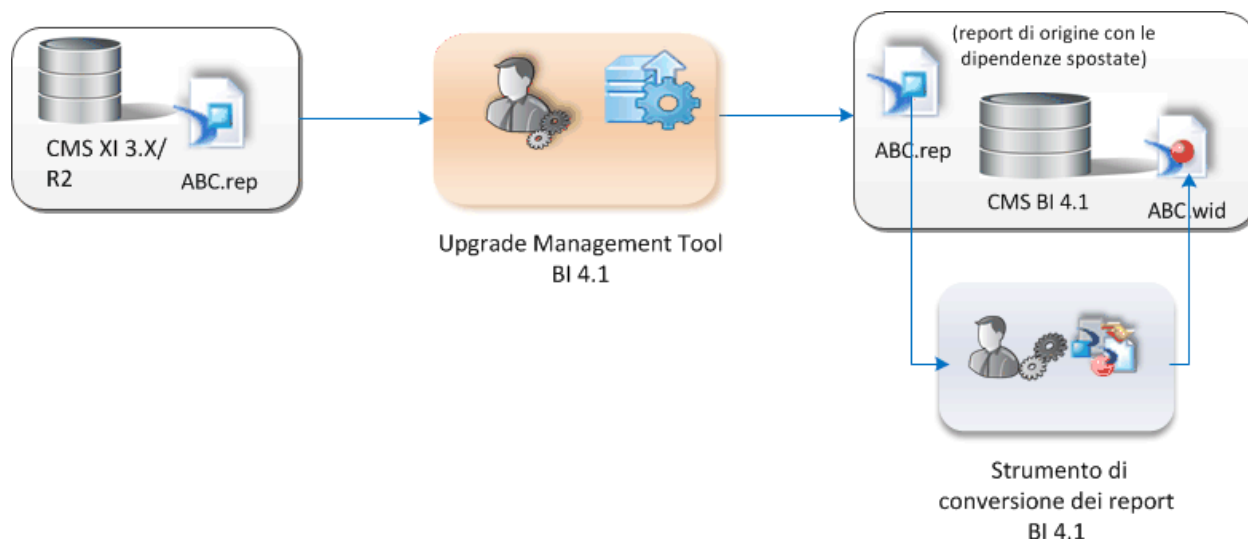 CMS XI 3.X/
R2
ABC.rep
Upgrade Management Tool
BI 4.1
(report di origine con le
dipendenze spostate)
ABC.rep
CMS BI 4.1
ABC.wid
Strumento di
conversione dei report
BI 4.1